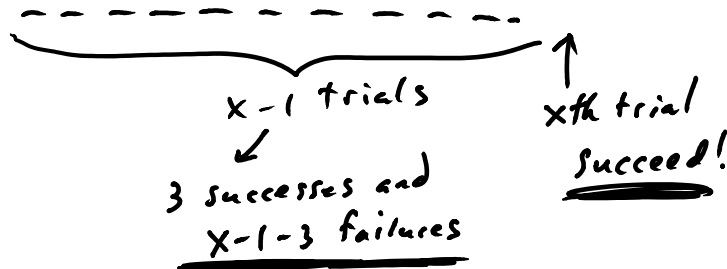 x-1 trials
xth trial
succeed!
3 successes and
x-1-3 failures